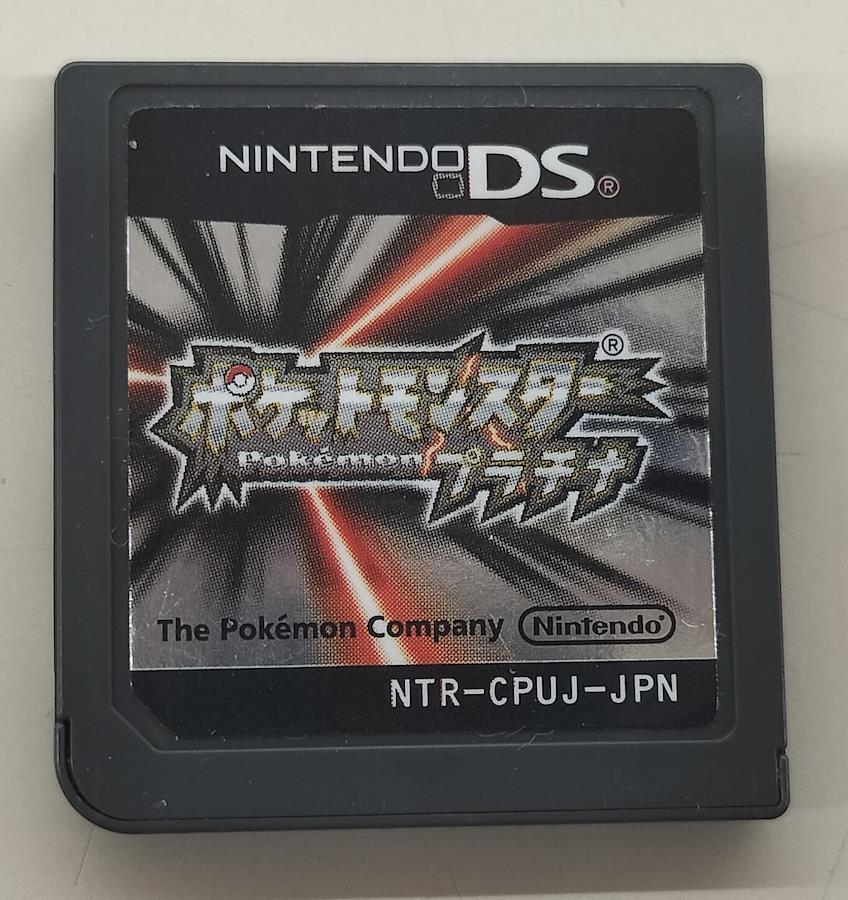 NINTENDO DS®
ポケットモンスター®
Pokémon プラチナ
The Pokémon Company Nintendo®
NTR-CPUJ-JPN